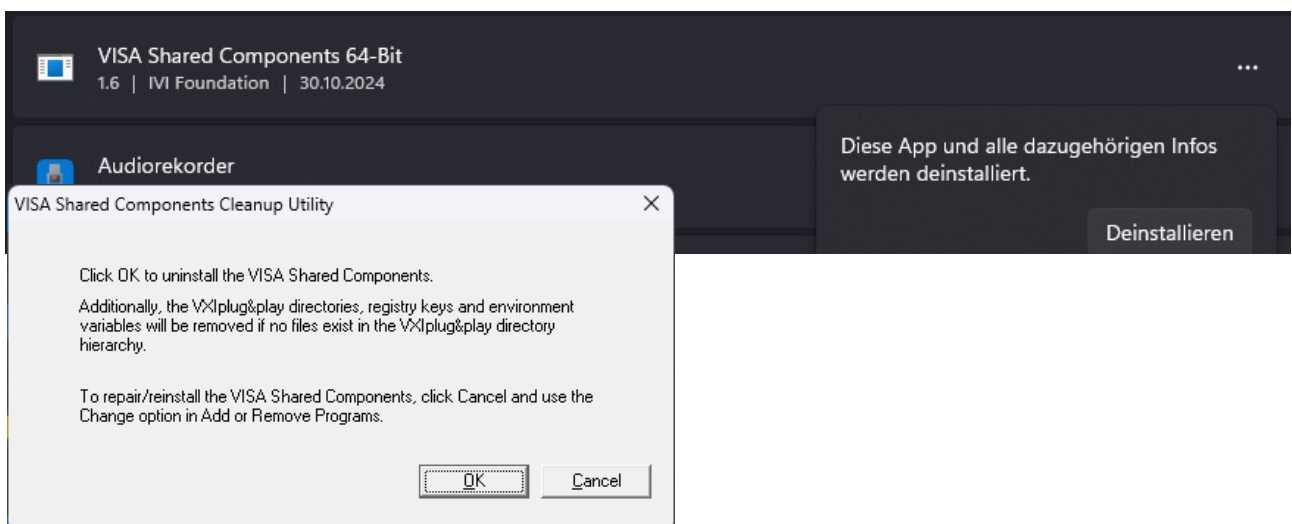 VISA Shared Components 64-Bit
1.6 | IVI Foundation | 30.10.2024
...
Diese App und alle dazugehörigen Infos
werden deinstalliert.
Audiorekorder
Deinstallieren
VISA Shared Components Cleanup Utility
Click OK to uninstall the VISA Shared Components.
Additionally, the VXIplug&play directories, registry keys and environment
variables will be removed if no files exist in the VXIplug&play directory
hierarchy.
To repair/reinstall the VISA Shared Components, click Cancel and use the
Change option in Add or Remove Programs.
OK
Cancel